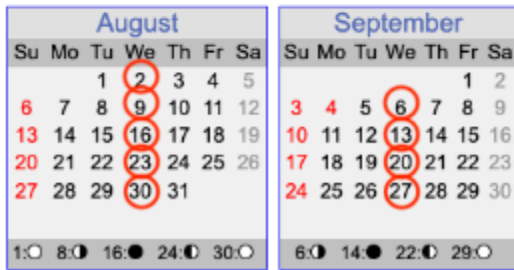 August
Su Mo Tu We Th Fr Sa
1 2 3 4 5
6 7 8 9 10 11 12
13 14 15 16 17 18 19
20 21 22 23 24 25 26
27 28 29 30 31
1: 8: 16: 24: 30:
September
Su Mo Tu We Th Fr Sa
1 2
3 4 5 6 7 8 9
10 11 12 13 14 15 16
17 18 19 20 21 22 23
24 25 26 27 28 29 30
6: 14: 22: 29: